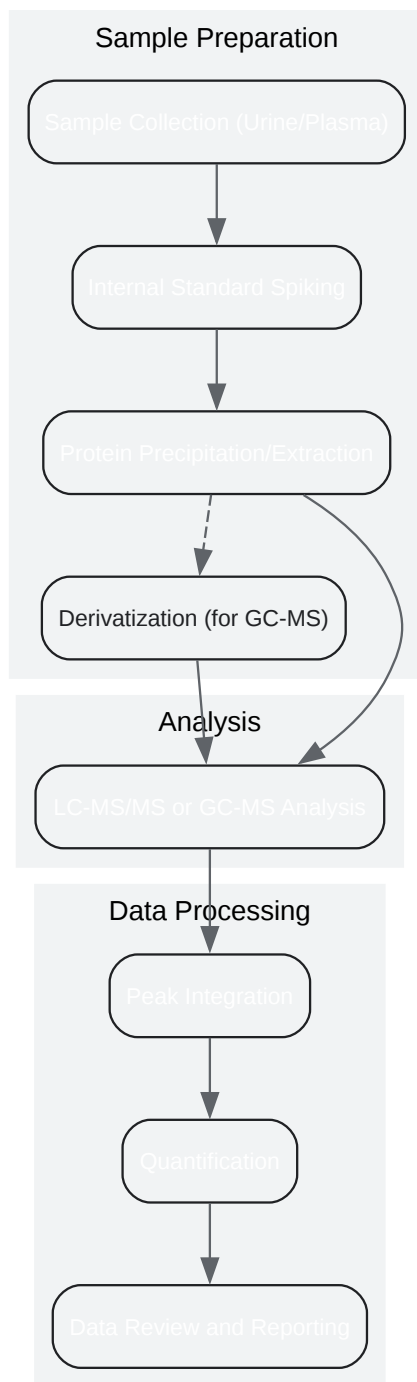 Sample Preparation
Sample Collection (Urine/Plasma)
Internal Standard Spiking
Protein Precipitation/Extraction
Derivatization (for GC-MS)
Analysis
LC-MS/MS or GC-MS Analysis
Data Processing
Peak Integration
Quantification
Data Review and Reporting